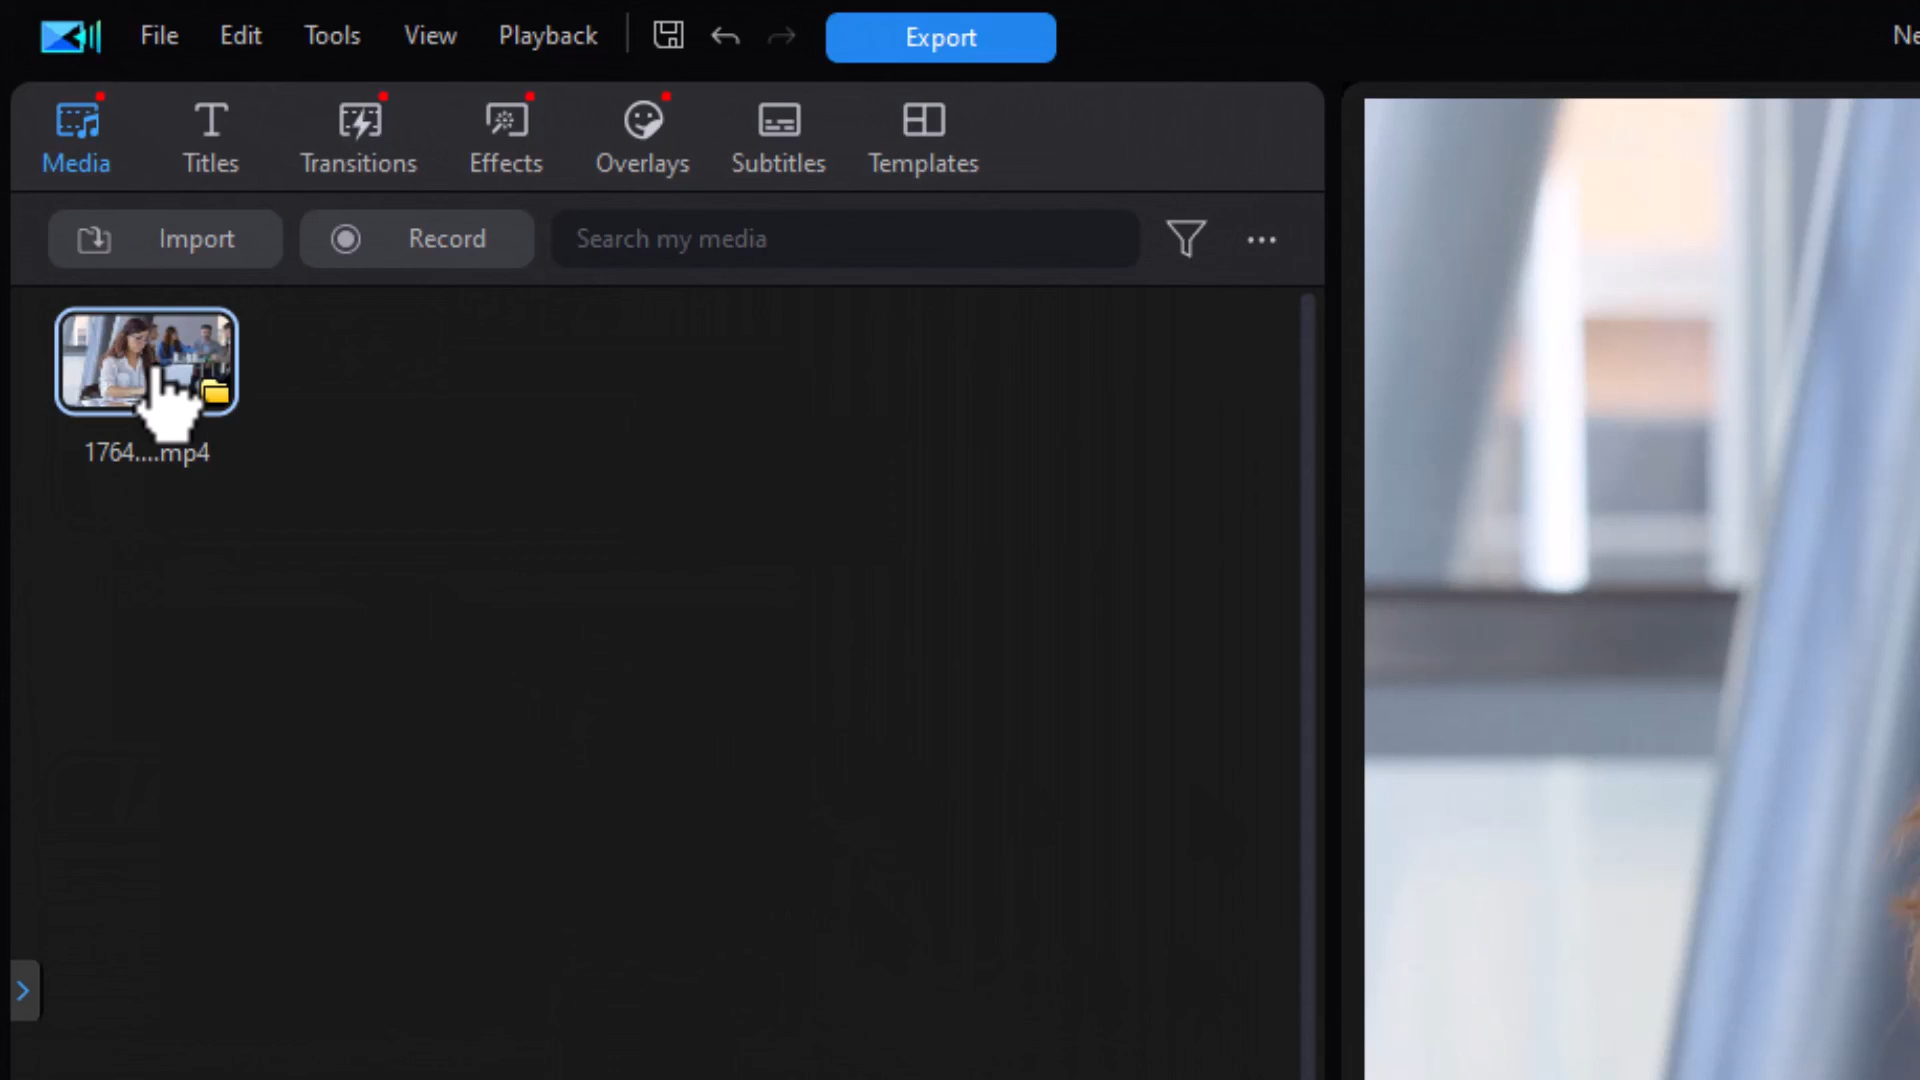 File Edit Tools View Playback Export Ne
Media Titles Transitions Effects Overlays Subtitles Templates
Import Record Search my media
1764....mp4